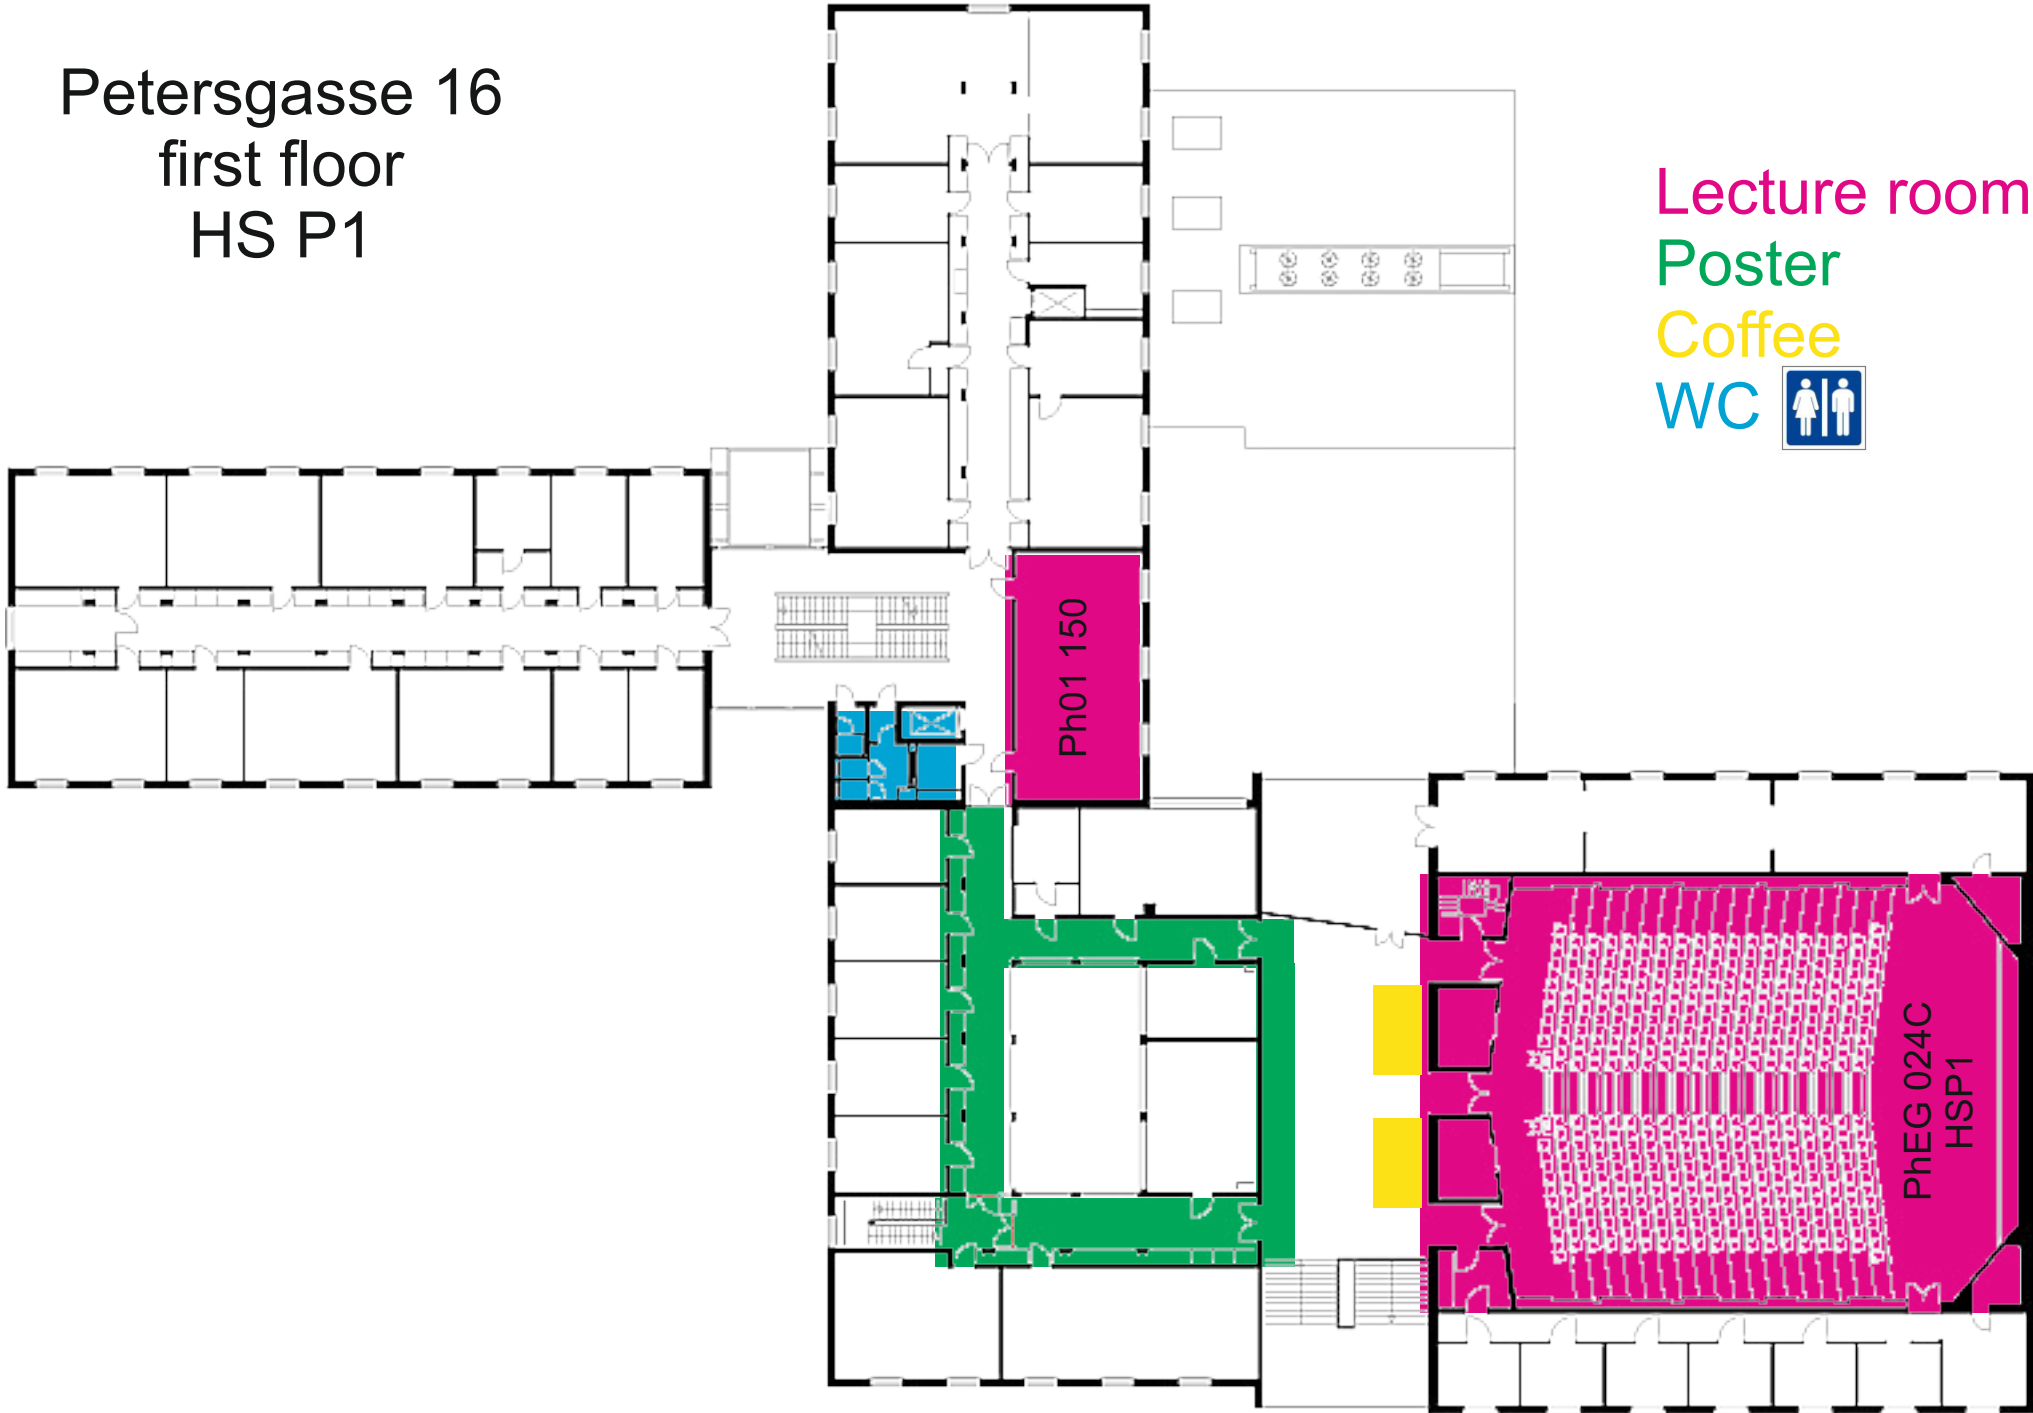 Petersgasse 16
first floor
HS P1
Lecture room
Poster
Coffee
WC
Ph01 150
PhEG 024C
HSP1